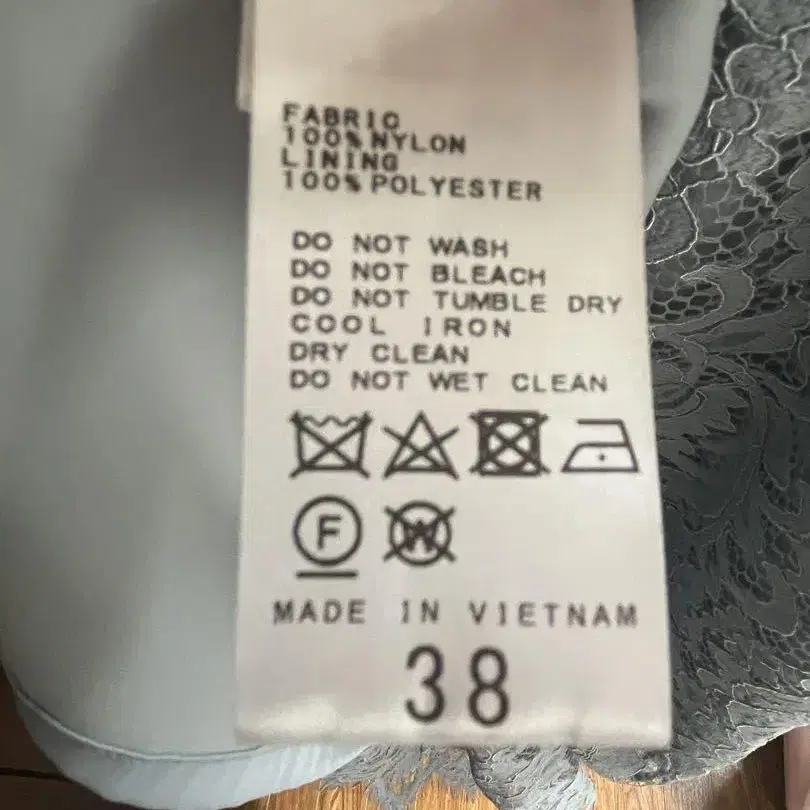 FABRIC
100% NYLON
LINING
100% POLYESTER
DO NOT WASH
DO NOT BLEACH
DO NOT TUMBLE DRY
COOL IRON
DRY CLEAN
DO NOT WET CLEAN
F W
MADE IN VIETNAM
38